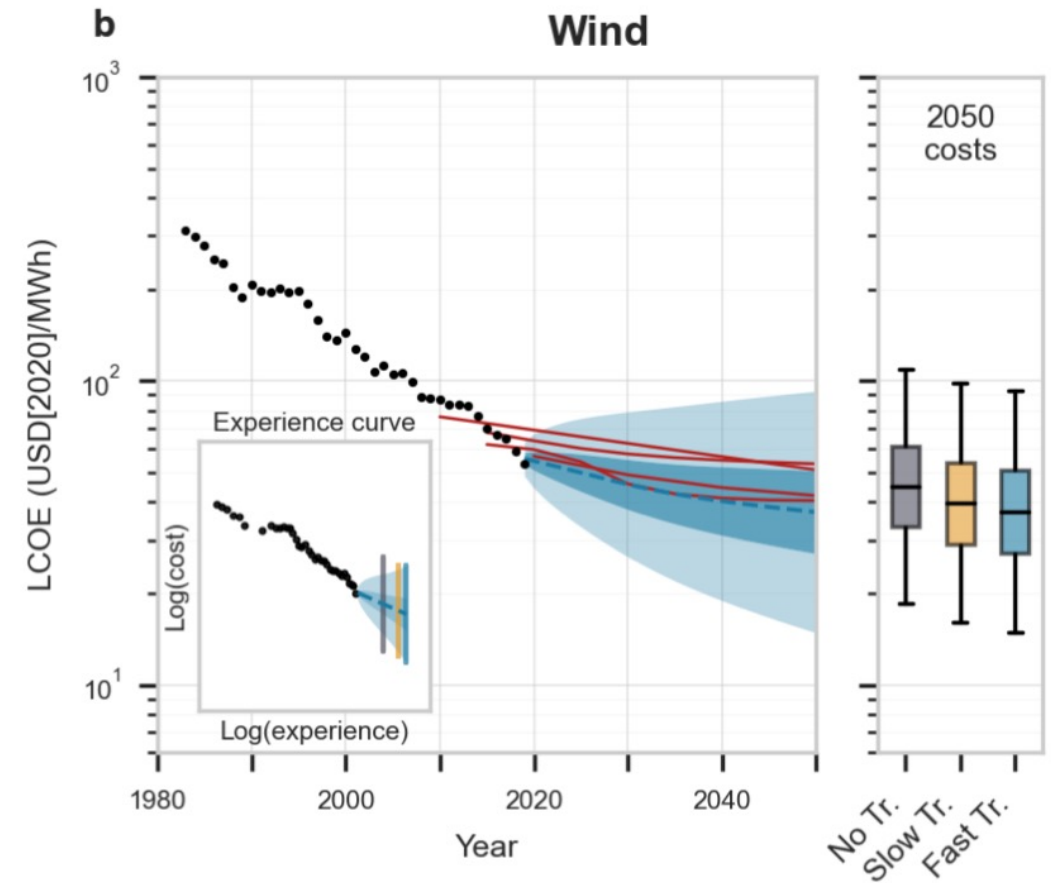 b
Wind
10³
10²
10¹
LCOE (USD[2020]/MWh)
Experience curve
Log(cost)
Log(experience)
1980
2000
2020
2040
Year
2050
costs
No Tr.
Slow Tr.
Fast Tr.